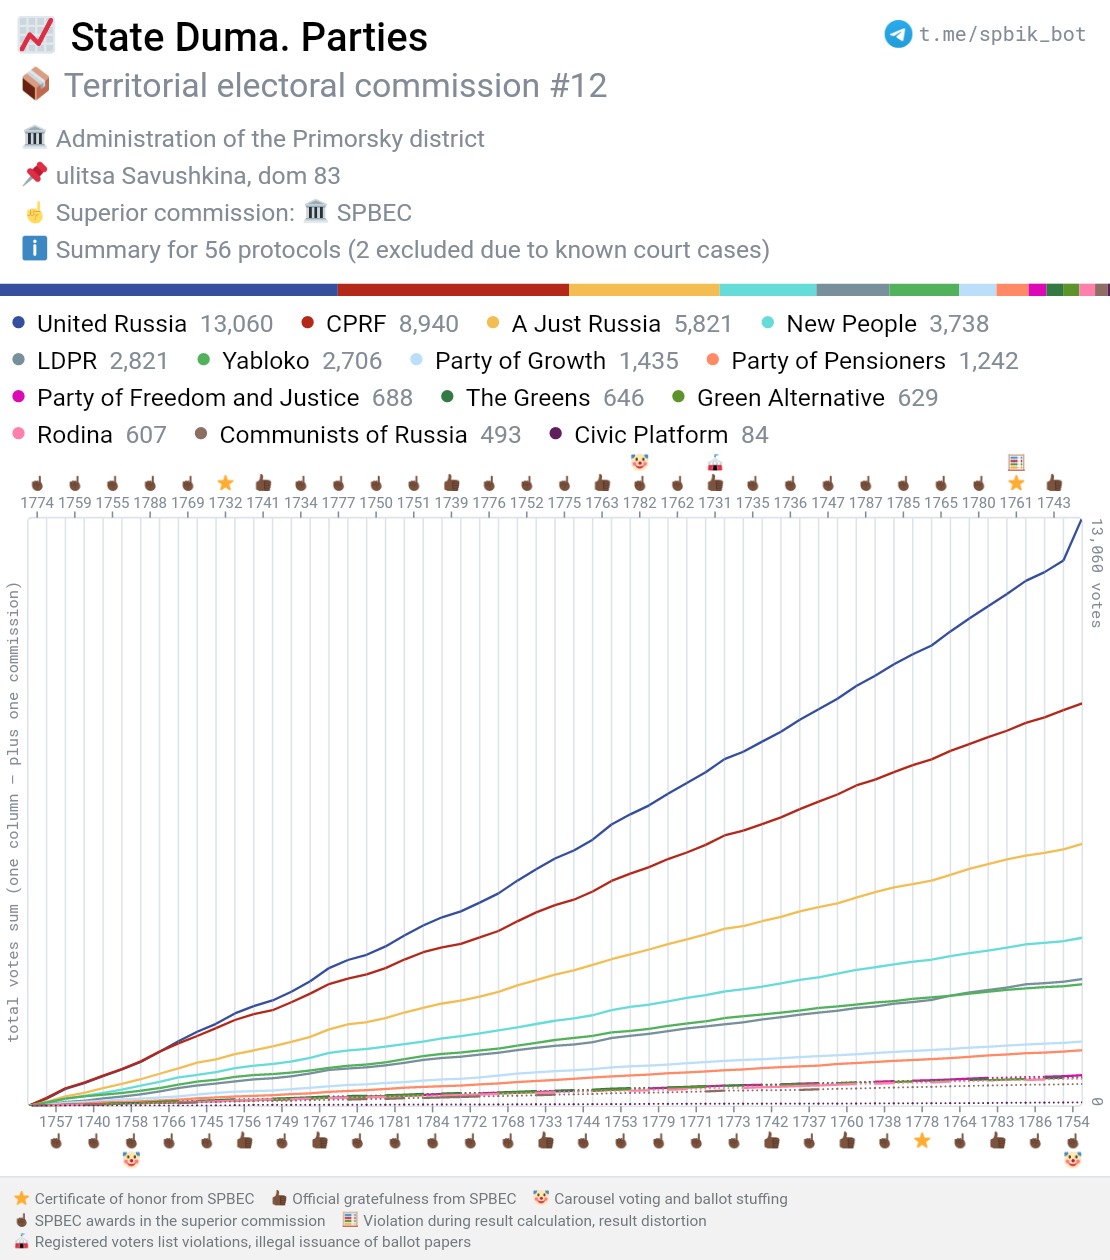 State Duma. Parties
t.me/spbik_bot
Territorial electoral commission #12
Administration of the Primorsky district
ulitsa Savushkina, dom 83
Superior commission: SPBEC
Summary for 56 protocols (2 excluded due to known court cases)
United Russia 13,060 CPRF 8,940 A Just Russia 5,821 New People 3,738
LDPR 2,821 Yabloko 2,706 Party of Growth 1,435 Party of Pensioners 1,242
Party of Freedom and Justice 688 The Greens 646 Green Alternative 629
Rodina 607 Communists of Russia 493 Civic Platform 84
1774 1759 1755 1788 1769 1732 1741 1734 1777 1750 1751 1739 1776 1752 1775 1763 1782 1762 1731 1735 1736 1747 1787 1785 1765 1780 1761 1743
13,060 votes
total votes sum (one column – plus one commission)
0
1757 1740 1758 1766 1745 1756 1749 1767 1746 1781 1784 1772 1768 1733 1744 1753 1779 1771 1773 1742 1737 1760 1738 1778 1764 1783 1786 1754
Certificate of honor from SPBEC Official gratefulness from SPBEC Carousel voting and ballot stuffing
SPBEC awards in the superior commission Violation during result calculation, result distortion
Registered voters list violations, illegal issuance of ballot papers